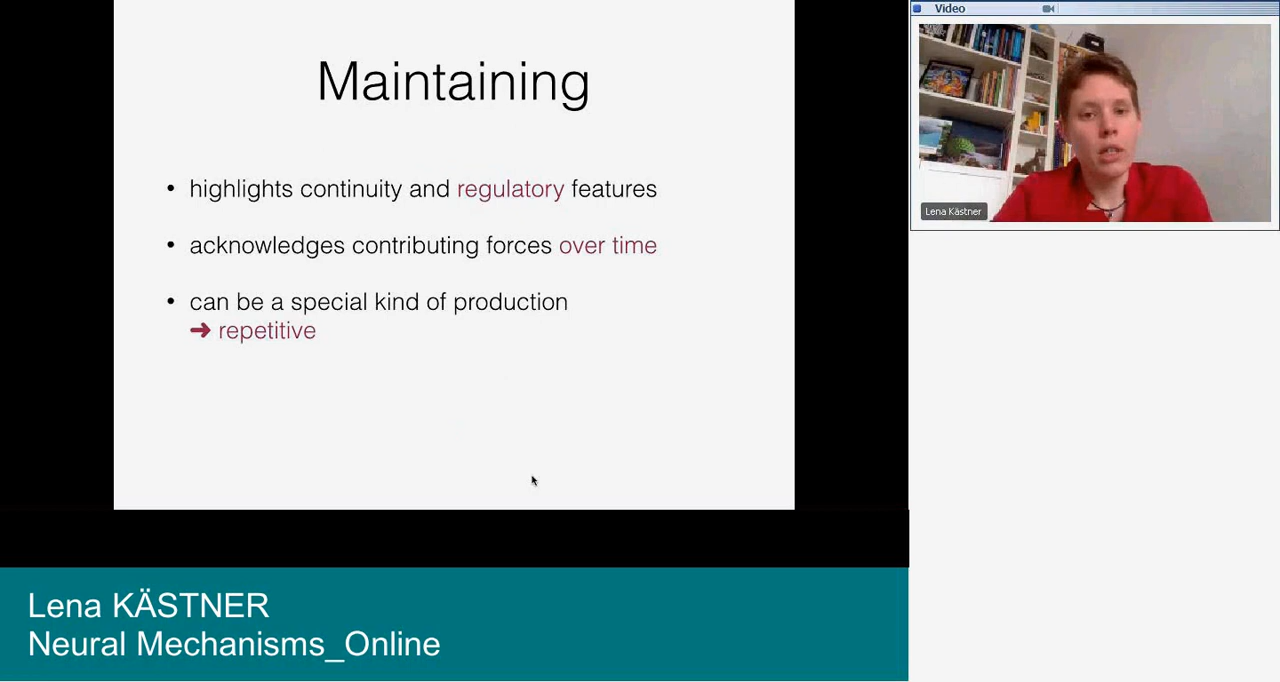 Maintaining
• highlights continuity and regulatory features
• acknowledges contributing forces over time
• can be a special kind of production
➜ repetitive
Video
Lena Kästner
Lena KÄSTNER
Neural Mechanisms_Online